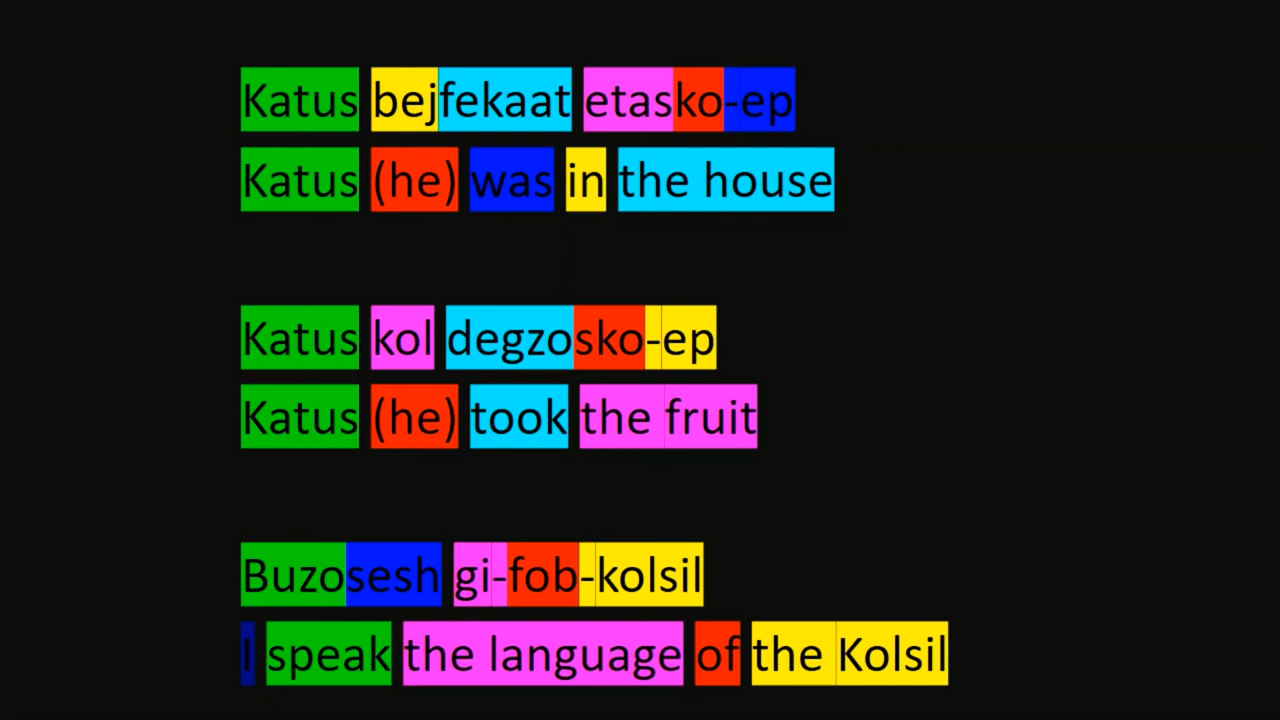 Katus bejfekaat etasko-ep
Katus (he) was in the house
Katus kol degzosko-ep
Katus (he) took the fruit
Buzosesh gi-fob-kolsil
I speak the language of the Kolsil